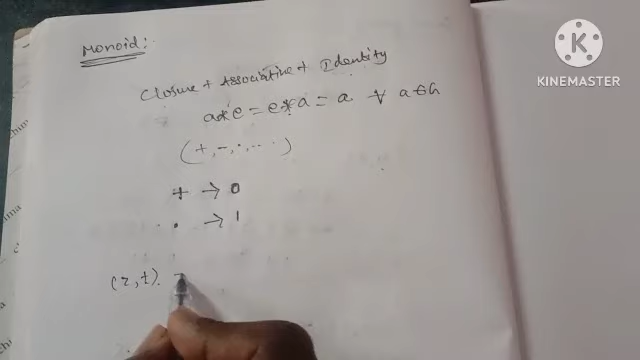 Monoid:
Closure + Associative + Identity
a*e = e*a = a ∀ a∈G
(+, -, ·, ...)
+ → 0
· → 1
(z, +)
KINEMASTER